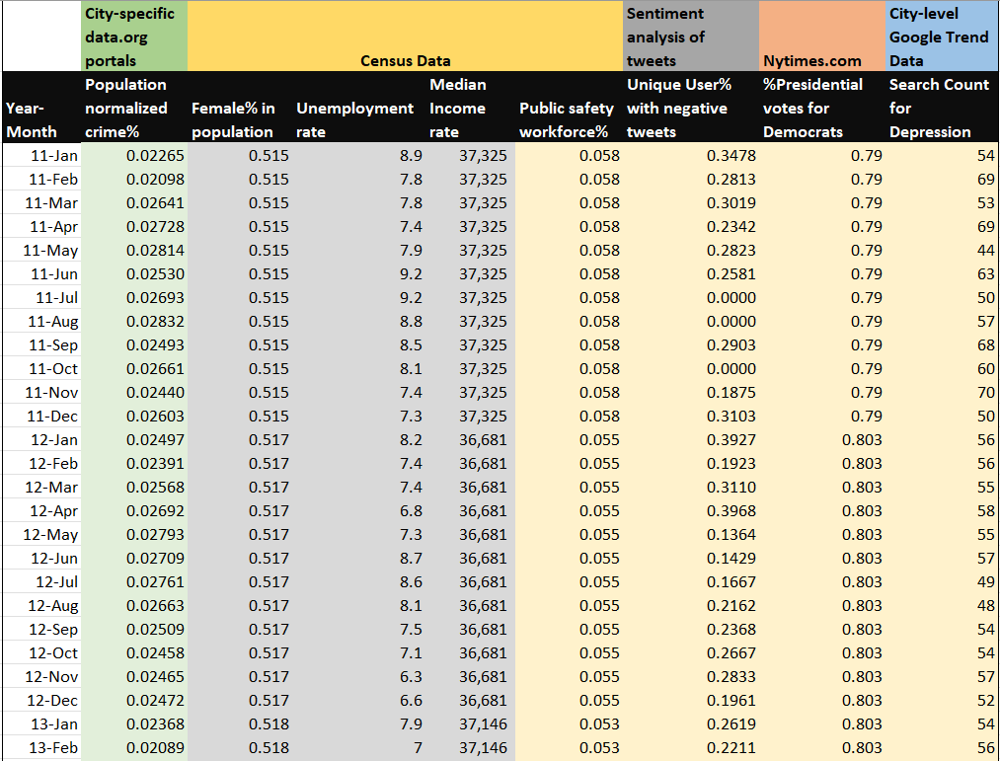 City-specific data.org portals Census Data Sentiment analysis of tweets Nytimes.com City-level Google Trend Data
Year-Month Population normalized crime% Female% in population Unemployment rate Median Income rate Public safety workforce% Unique User% with negative tweets %Presidential votes for Democrats Search Count for Depression
11-Jan 0.02265 0.515 8.9 37,325 0.058 0.3478 0.79 54
11-Feb 0.02098 0.515 7.8 37,325 0.058 0.2813 0.79 69
11-Mar 0.02641 0.515 7.8 37,325 0.058 0.3019 0.79 53
11-Apr 0.02728 0.515 7.4 37,325 0.058 0.2342 0.79 69
11-May 0.02814 0.515 7.9 37,325 0.058 0.2823 0.79 44
11-Jun 0.02530 0.515 9.2 37,325 0.058 0.2581 0.79 63
11-Jul 0.02693 0.515 9.2 37,325 0.058 0.0000 0.79 50
11-Aug 0.02832 0.515 8.8 37,325 0.058 0.0000 0.79 57
11-Sep 0.02493 0.515 8.5 37,325 0.058 0.2903 0.79 68
11-Oct 0.02661 0.515 8.1 37,325 0.058 0.0000 0.79 60
11-Nov 0.02440 0.515 7.4 37,325 0.058 0.1875 0.79 70
11-Dec 0.02603 0.515 7.3 37,325 0.058 0.3103 0.79 50
12-Jan 0.02497 0.517 8.2 36,681 0.055 0.3927 0.803 56
12-Feb 0.02391 0.517 7.4 36,681 0.055 0.1923 0.803 56
12-Mar 0.02568 0.517 7.4 36,681 0.055 0.3110 0.803 55
12-Apr 0.02692 0.517 6.8 36,681 0.055 0.3968 0.803 58
12-May 0.02793 0.517 7.3 36,681 0.055 0.1364 0.803 55
12-Jun 0.02709 0.517 8.7 36,681 0.055 0.1429 0.803 57
12-Jul 0.02761 0.517 8.6 36,681 0.055 0.1667 0.803 49
12-Aug 0.02663 0.517 8.1 36,681 0.055 0.2162 0.803 48
12-Sep 0.02509 0.517 7.5 36,681 0.055 0.2368 0.803 54
12-Oct 0.02458 0.517 7.1 36,681 0.055 0.2667 0.803 54
12-Nov 0.02465 0.517 6.3 36,681 0.055 0.2833 0.803 57
12-Dec 0.02472 0.517 6.6 36,681 0.055 0.1961 0.803 52
13-Jan 0.02368 0.518 7.9 37,146 0.053 0.2619 0.803 54
13-Feb 0.02089 0.518 7 37,146 0.053 0.2211 0.803 56